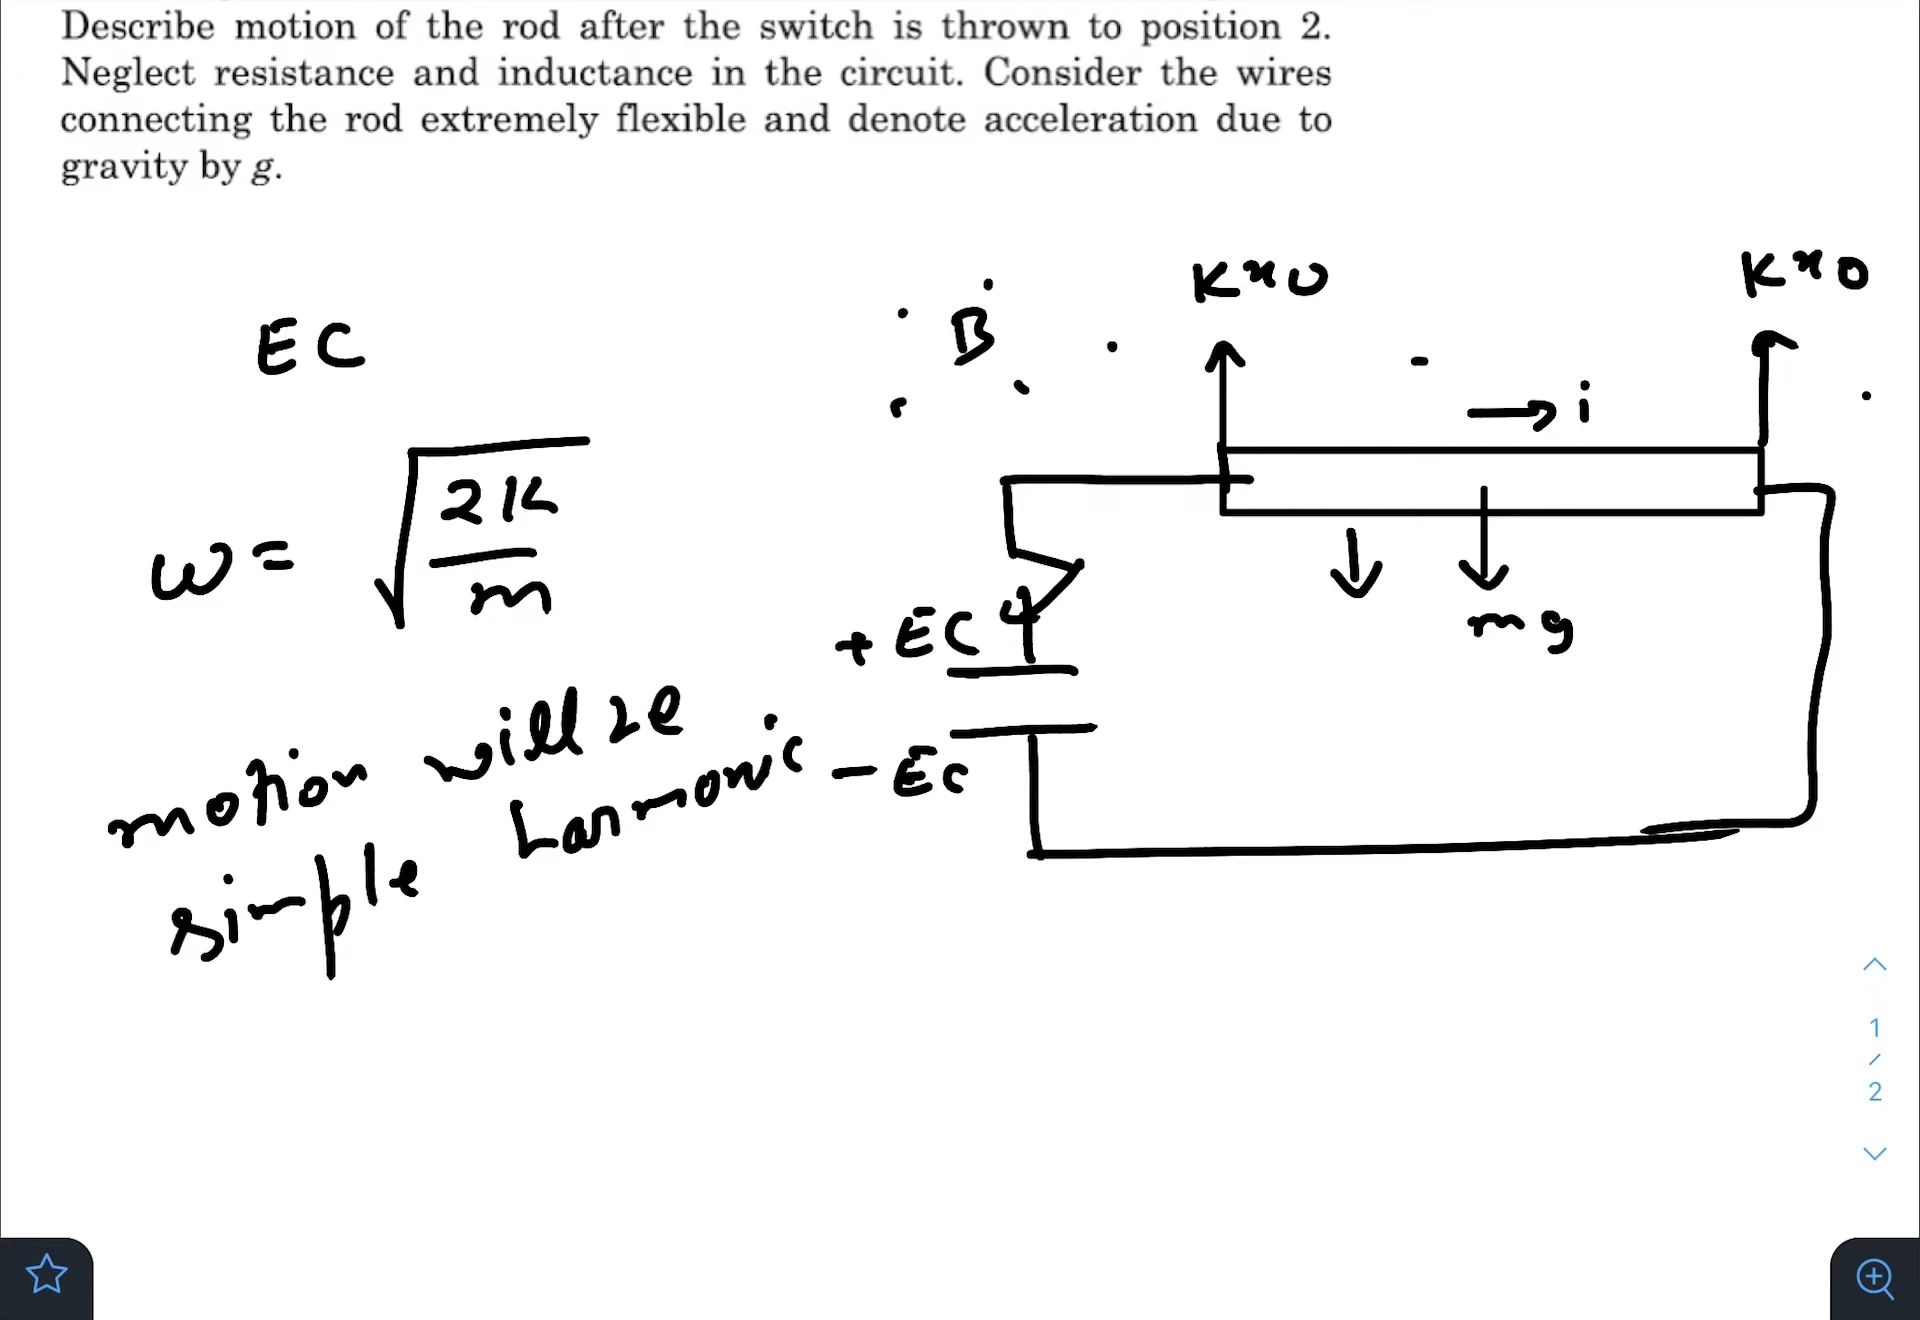 Describe motion of the rod after the switch is thrown to position 2.
Neglect resistance and inductance in the circuit. Consider the wires
connecting the rod extremely flexible and denote acceleration due to
gravity by g.
EC
ω = √(2K/m)
motion will be
simple harmonic
B
Kx0
Kx0
i
mg
+ EC
- EC
1
/
2